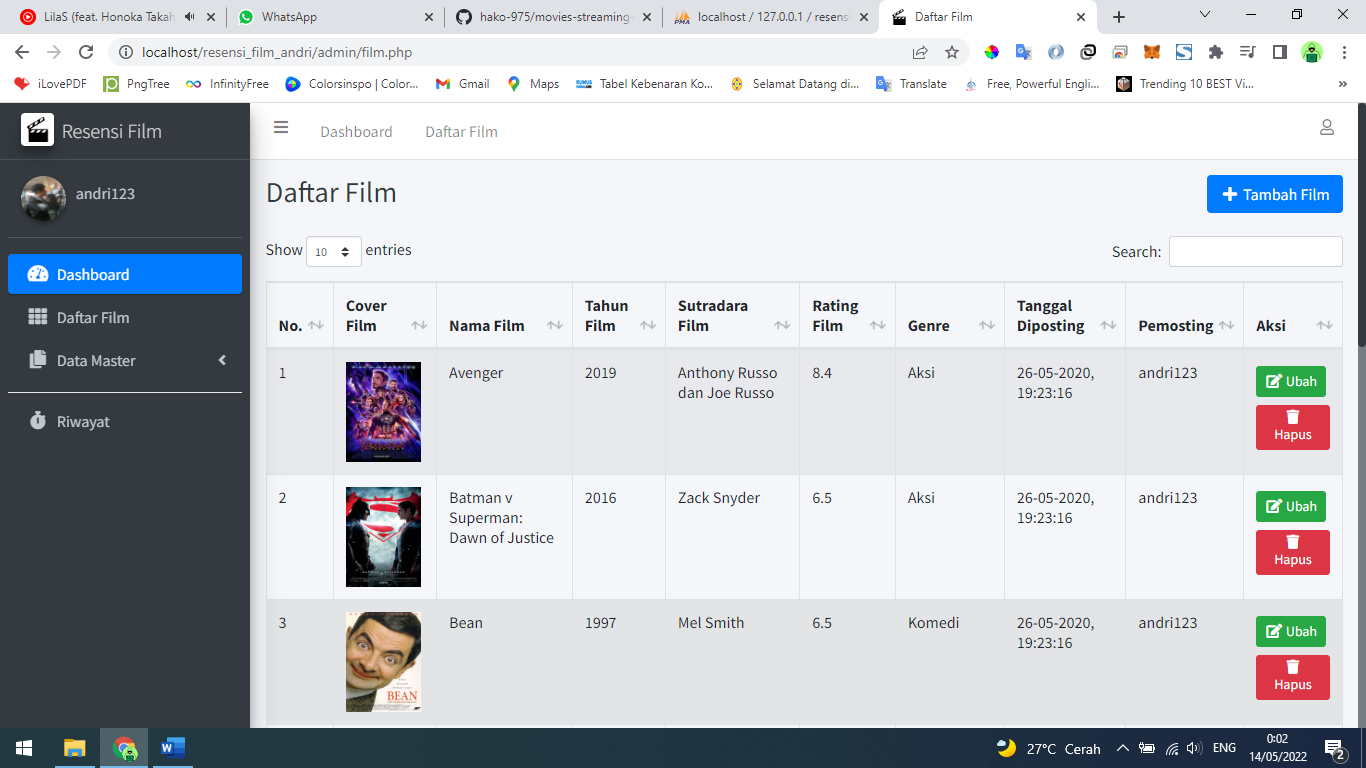 LilaS (feat. Honoka Takah
WhatsApp
hako-975/movies-streaming-
localhost / 127.0.0.1 / resensi
Daftar Film
localhost/resensi_film_andri/admin/film.php
iLovePDF
PngTree
InfinityFree
Colorsinspo | Color...
Gmail
Maps
Tabel Kebenaran Ko...
Selamat Datang di...
Translate
Free, Powerful Engli...
Trending 10 BEST Vi...
Resensi Film
Dashboard
Daftar Film
andri123
Dashboard
Daftar Film
Data Master
Riwayat
Daftar Film
Tambah Film
Show 10 entries
Search:
No.
Cover
Film
Nama Film
Tahun
Film
Sutradara
Film
Rating
Film
Genre
Tanggal
Diposting
Pemosting
Aksi
1
Avenger
2019
Anthony Russo
dan Joe Russo
8.4
Aksi
26-05-2020,
19:23:16
andri123
Ubah
Hapus
2
Batman v
Superman:
Dawn of Justice
2016
Zack Snyder
6.5
Aksi
26-05-2020,
19:23:16
andri123
Ubah
Hapus
3
BEAN
Bean
1997
Mel Smith
6.5
Komedi
26-05-2020,
19:23:16
andri123
Ubah
Hapus
27°C Cerah
ENG
0:02
14/05/2022
2